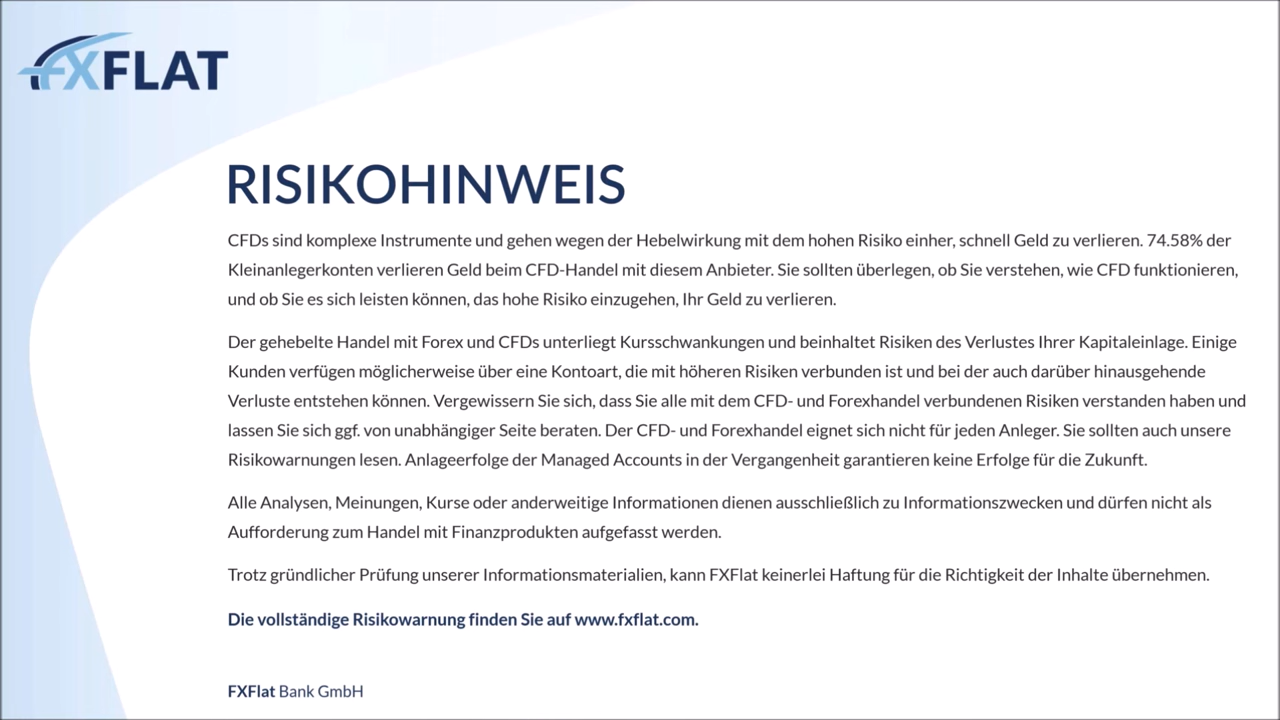 FXFLAT
RISIKOHINWEIS
CFDs sind komplexe Instrumente und gehen wegen der Hebelwirkung mit dem hohen Risiko einher, schnell Geld zu verlieren. 74.58% der
Kleinanlegerkonten verlieren Geld beim CFD-Handel mit diesem Anbieter. Sie sollten überlegen, ob Sie verstehen, wie CFD funktionieren,
und ob Sie es sich leisten können, das hohe Risiko einzugehen, Ihr Geld zu verlieren.
Der gehebelte Handel mit Forex und CFDs unterliegt Kursschwankungen und beinhaltet Risiken des Verlustes Ihrer Kapitaleinlage. Einige
Kunden verfügen möglicherweise über eine Kontoart, die mit höheren Risiken verbunden ist und bei der auch darüber hinausgehende
Verluste entstehen können. Vergewissern Sie sich, dass Sie alle mit dem CFD- und Forexhandel verbundenen Risiken verstanden haben und
lassen Sie sich ggf. von unabhängiger Seite beraten. Der CFD- und Forexhandel eignet sich nicht für jeden Anleger. Sie sollten auch unsere
Risikowarnungen lesen. Anlageerfolge der Managed Accounts in der Vergangenheit garantieren keine Erfolge für die Zukunft.
Alle Analysen, Meinungen, Kurse oder anderweitige Informationen dienen ausschließlich zu Informationszwecken und dürfen nicht als
Aufforderung zum Handel mit Finanzprodukten aufgefasst werden.
Trotz gründlicher Prüfung unserer Informationsmaterialien, kann FXFlat keinerlei Haftung für die Richtigkeit der Inhalte übernehmen.
Die vollständige Risikowarnung finden Sie auf www.fxflat.com.
FXFlat Bank GmbH